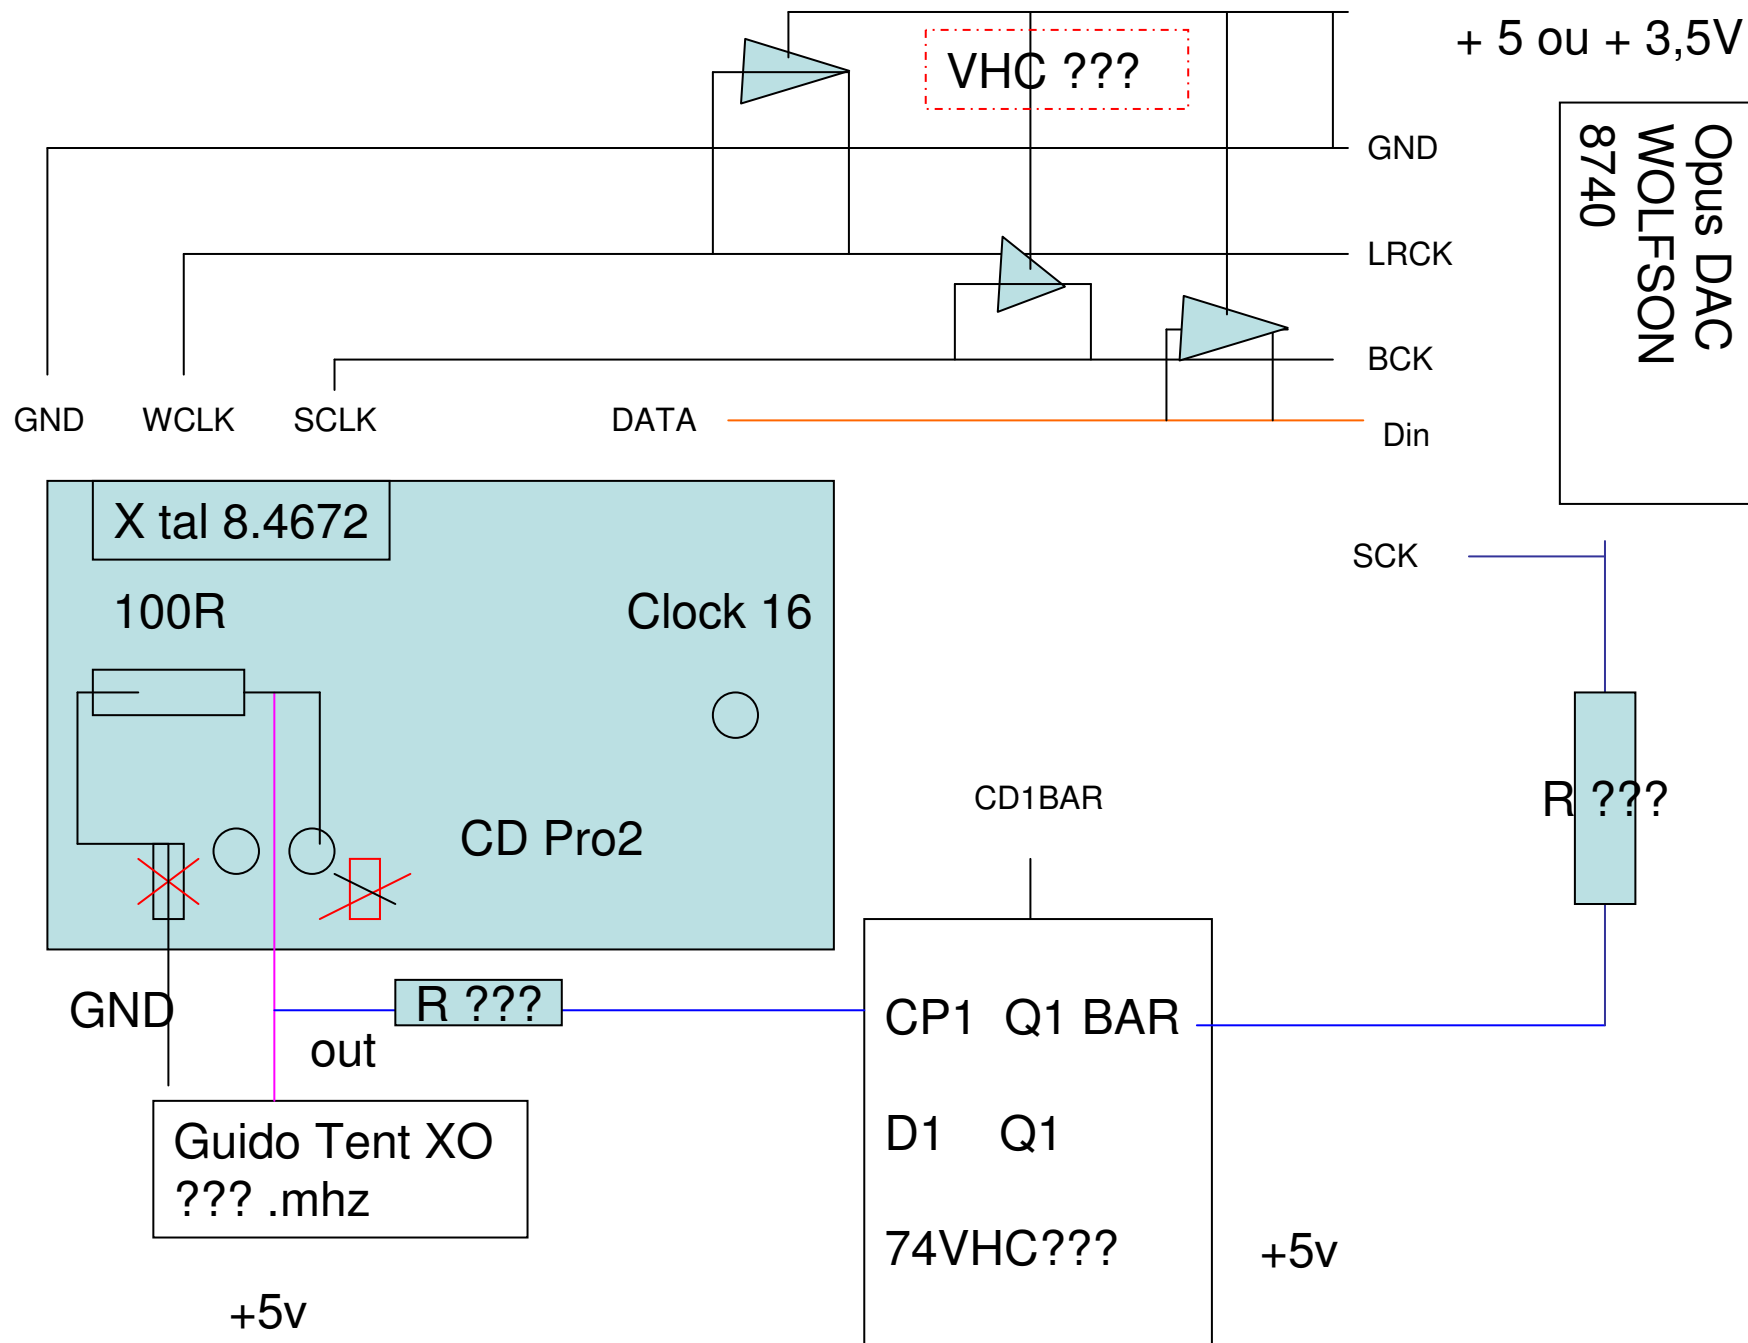 + 5 ou + 3,5V
VHC ???
Opus DAC
WOLFSON
8740
GND
LRCK
BCK
Din
GND
WCLK
SCLK
DATA
X tal 8.4672
100R
Clock 16
SCK
R ???
CD1BAR
CD Pro2
GND
R ???
out
CP1 Q1 BAR
D1 Q1
74VHC???
+5v
Guido Tent XO
??? .mhz
+5v